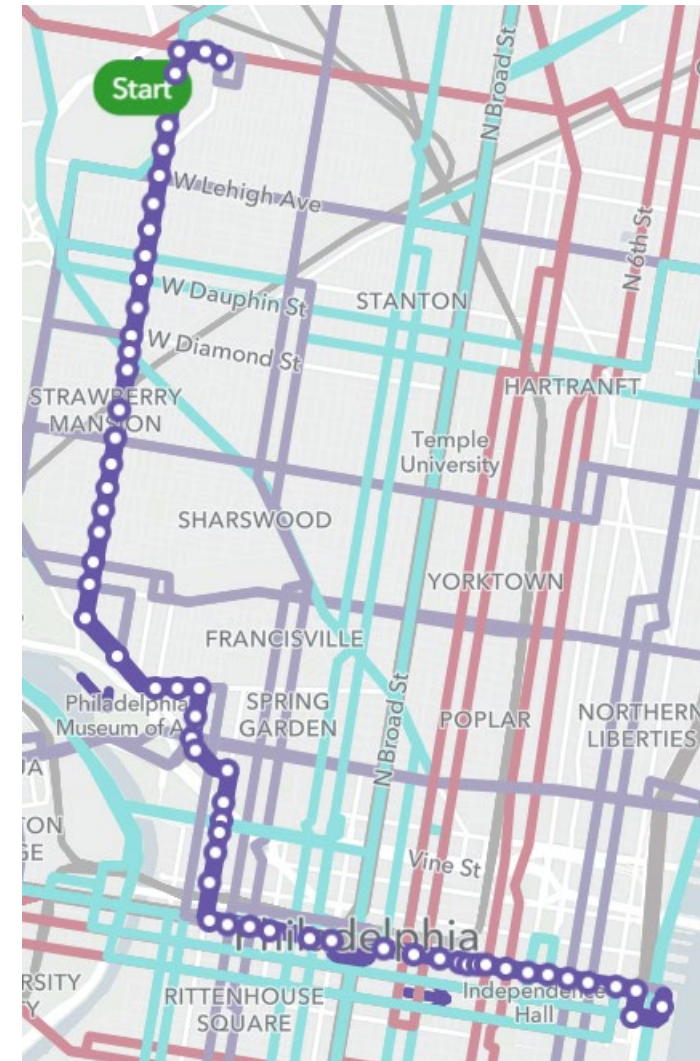 N Broad St
Start
W Lehigh Ave
N 6th St
W Dauphin St
STANTON
W Diamond St
HARTRANFT
STRAWBERRY
MANSION
Temple
University
SHARSWOOD
YORKTOWN
FRANCISVILLE
Philadelphia
Museum of A
SPRING
GARDEN
N Broad St
POPLAR
NORTHERN
LIBERTIES
Vine St
Philadelphia
RITTENHOUSE
SQUARE
Independence
Hall